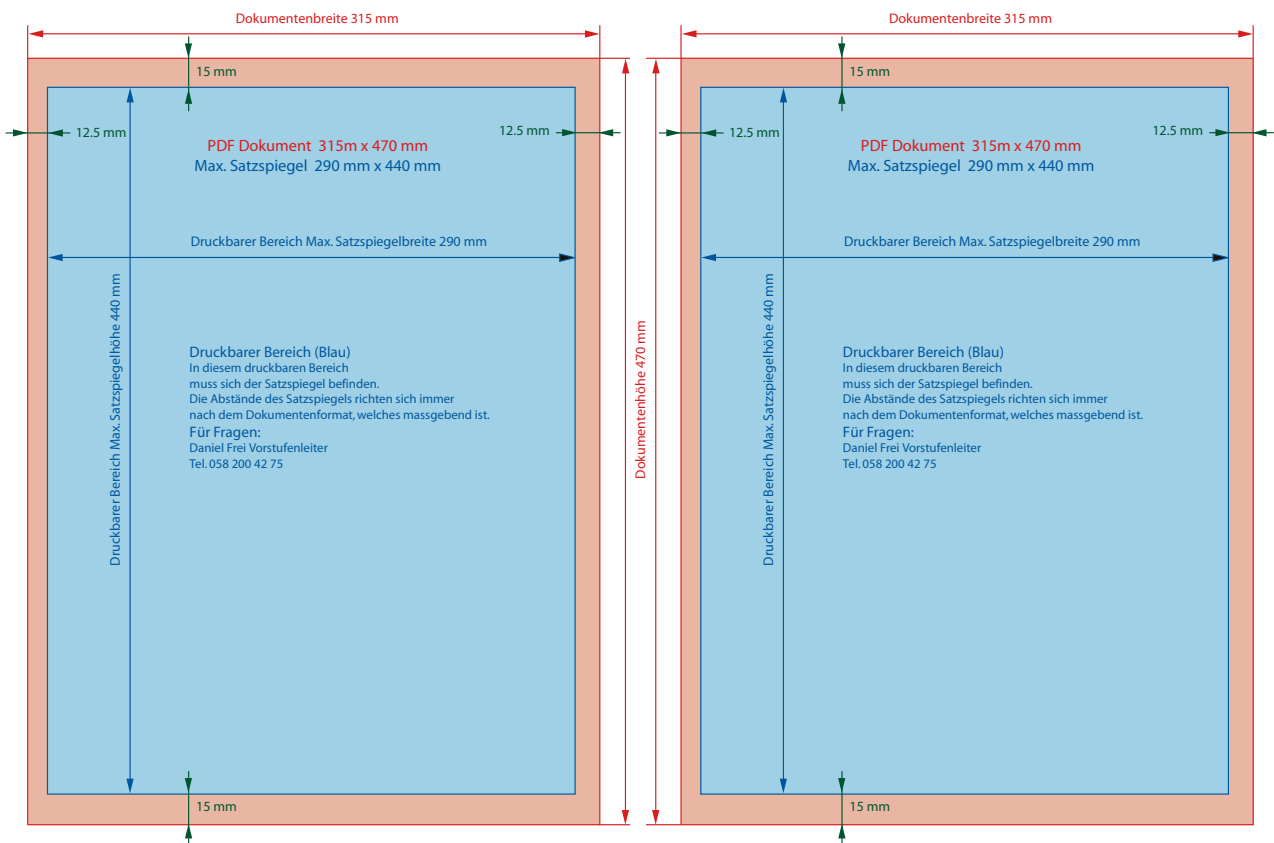 Dokumentenbreite 315 mm
15 mm
12.5 mm
12.5 mm
PDF Dokument 315m x 470 mm
Max. Satzspiegel 290 mm x 440 mm
Druckbarer Bereich Max. Satzspiegelbreite 290 mm
Druckbarer Bereich Max. Satzspiegelhöhe 440 mm
Druckbarer Bereich (Blau)
In diesem druckbaren Bereich
muss sich der Satzspiegel befinden.
Die Abstände des Satzspiegels richten sich immer
nach dem Dokumentenformat, welches massgebend ist.
Für Fragen:
Daniel Frei Vorstufenleiter
Tel. 058 200 42 75
15 mm
Dokumentenhöhe 470 mm
Dokumentenbreite 315 mm
15 mm
12.5 mm
12.5 mm
PDF Dokument 315m x 470 mm
Max. Satzspiegel 290 mm x 440 mm
Druckbarer Bereich Max. Satzspiegelbreite 290 mm
Druckbarer Bereich Max. Satzspiegelhöhe 440 mm
Druckbarer Bereich (Blau)
In diesem druckbaren Bereich
muss sich der Satzspiegel befinden.
Die Abstände des Satzspiegels richten sich immer
nach dem Dokumentenformat, welches massgebend ist.
Für Fragen:
Daniel Frei Vorstufenleiter
Tel. 058 200 42 75
15 mm